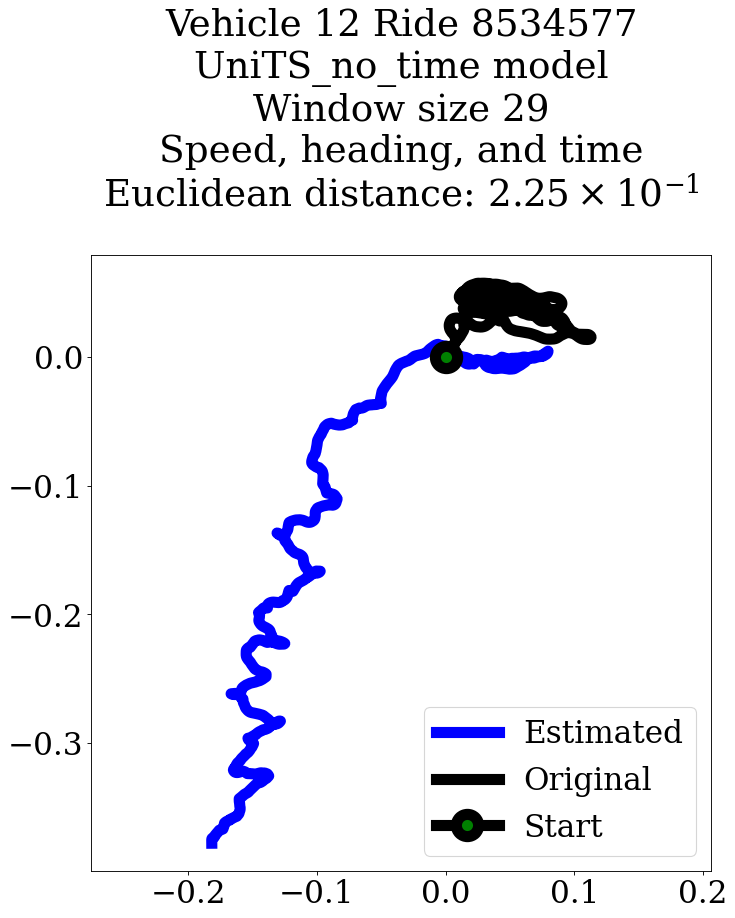 Vehicle 12 Ride 8534577
UniTS_no_time model
Window size 29
Speed, heading, and time
Euclidean distance: 2.25 × 10⁻¹
0.0
−0.1
−0.2
−0.3
−0.2
−0.1
0.0
0.1
0.2
Estimated
Original
Start